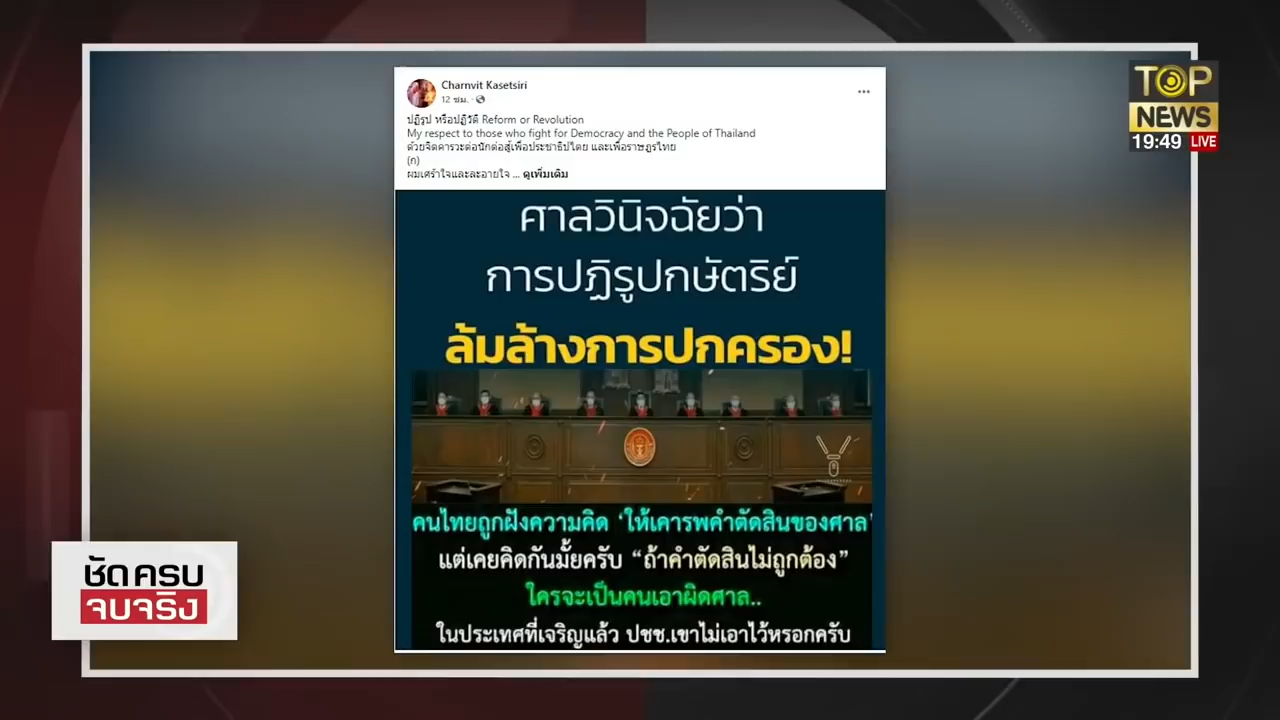 Charnvit Kasetsiri
12 ชม.
ปฏิรูป หรือปฏิวัติ Reform or Revolution
My respect to those who fight for Democracy and the People of Thailand
ด้วยจิตคารวะต่อนักต่อสู้เพื่อประชาธิปไตย และเพื่อราษฎรไทย
(ก)
ผมเศร้าใจและละอายใจ ... ดูเพิ่มเติม
TOP
NEWS
19:49 LIVE
ศาลวินิจฉัยว่า
การปฏิรูปกษัตริย์
ล้มล้างการปกครอง!
คนไทยถูกฝังความคิด ‘ให้เคารพคำตัดสินของศาล’
แต่เคยคิดกันมั้ยครับ “ถ้าคำตัดสินไม่ถูกต้อง”
ใครจะเป็นคนเอาผิดศาล..
ในประเทศที่เจริญแล้ว ปชช.เขาไม่เอาไว้หรอกครับ
ชัด ครบ
จบจริง